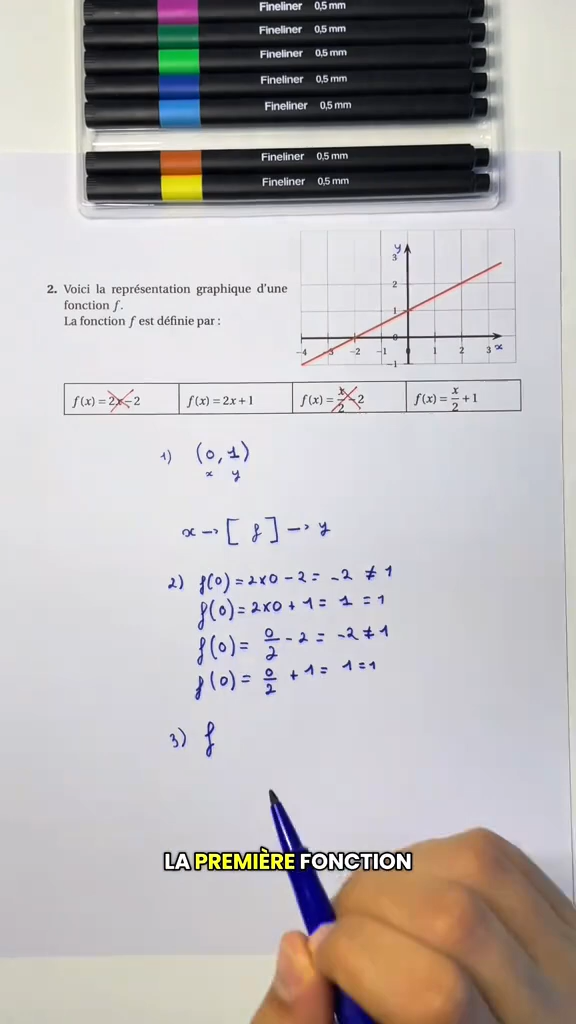 Fineliner 0,5 mm
Fineliner 0,5 mm
Fineliner 0,5 mm
Fineliner 0,5 mm
Fineliner 0,5 mm
Fineliner 0,5 mm
Fineliner 0,5 mm
2. Voici la représentation graphique d'une
fonction f.
La fonction f est définie par :
y
3
2
1
0
-4 -3 -2 -1 0 1 2 3 x
-1
f(x) = 2x-2 f(x) = 2x+1 f(x) = x/2 -2 f(x) = x/2 +1
1) (0, 1)
x y
x → [ f ] → y
2) f(0) = 2x0 - 2 = -2 ≠ 1
f(0) = 2x0 + 1 = 1 = 1
f(0) = 0/2 - 2 = -2 ≠ 1
f(0) = 0/2 + 1 = 1 = 1
3) f
LA PREMIÈRE FONCTION